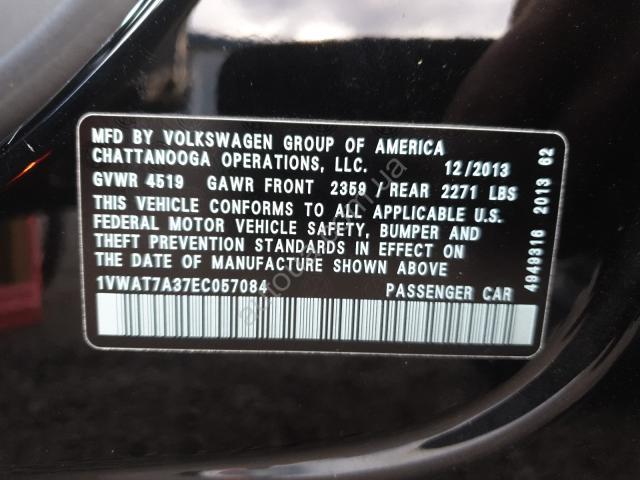 MFD BY VOLKSWAGEN GROUP OF AMERICA
CHATTANOOGA OPERATIONS, LLC. 12/2013
GVWR 4519 GAWR FRONT 2359 / REAR 2271 LBS
THIS VEHICLE CONFORMS TO ALL APPLICABLE U.S.
FEDERAL MOTOR VEHICLE SAFETY, BUMPER AND
THEFT PREVENTION STANDARDS IN EFFECT ON
THE DATE OF MANUFACTURE SHOWN ABOVE
1VWAT7A37EC057084 PASSENGER CAR
4949316 2013 62